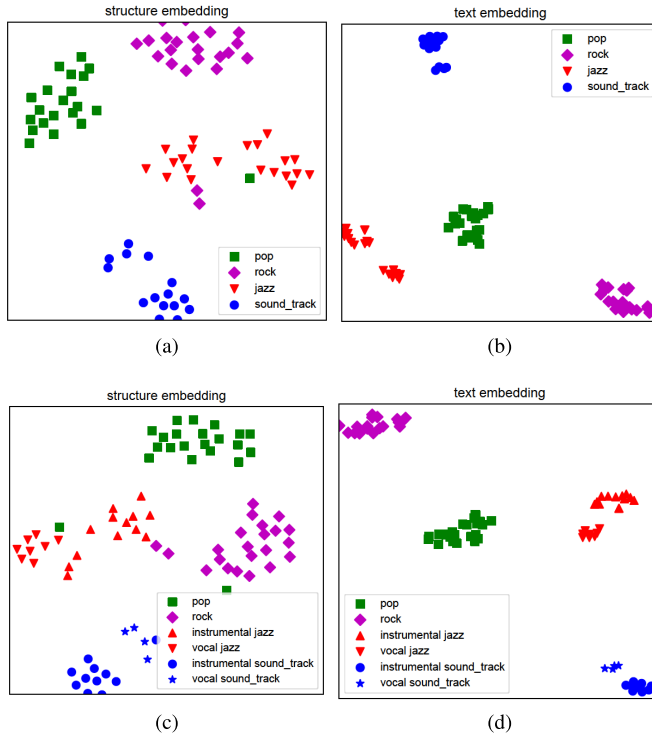 structure embedding
pop
rock
jazz
sound_track
(a)
text embedding
pop
rock
jazz
sound_track
(b)
structure embedding
pop
rock
instrumental jazz
vocal jazz
instrumental sound_track
vocal sound_track
(c)
text embedding
pop
rock
instrumental jazz
vocal jazz
instrumental sound_track
vocal sound_track
(d)